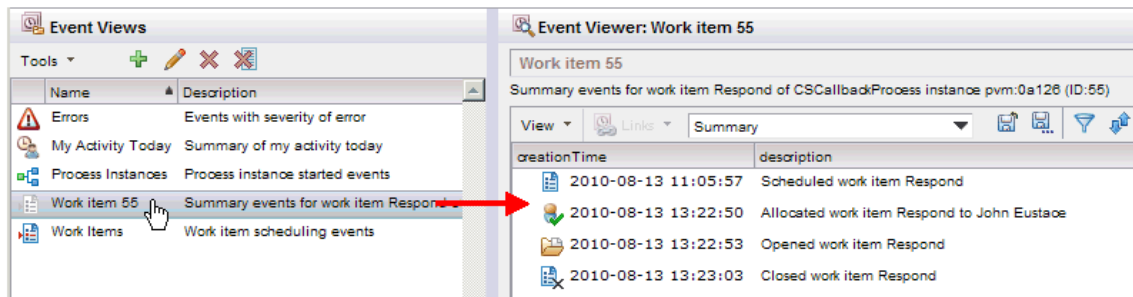 Event Views
Tools
Name Description
Errors Events with severity of error
My Activity Today Summary of my activity today
Process Instances Process instance started events
Work item 55 Summary events for work item Respond
Work Items Work item scheduling events
Event Viewer: Work item 55
Work item 55
Summary events for work item Respond of CSCallbackProcess instance pvm:0a126 (ID:55)
View Links Summary
creationTime description
2010-08-13 11:05:57 Scheduled work item Respond
2010-08-13 13:22:50 Allocated work item Respond to John Eustace
2010-08-13 13:22:53 Opened work item Respond
2010-08-13 13:23:03 Closed work item Respond